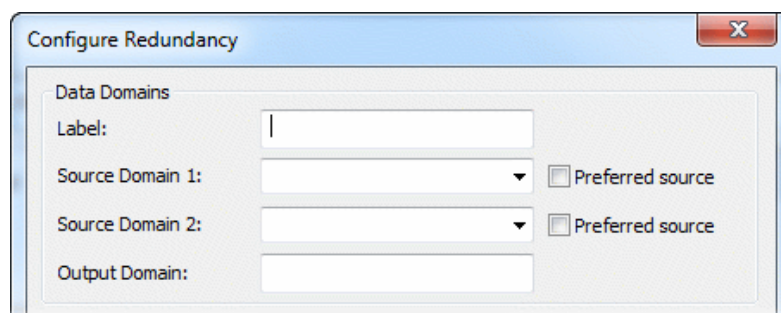 Configure Redundancy
Data Domains
Label:
Source Domain 1:
Preferred source
Source Domain 2:
Preferred source
Output Domain: